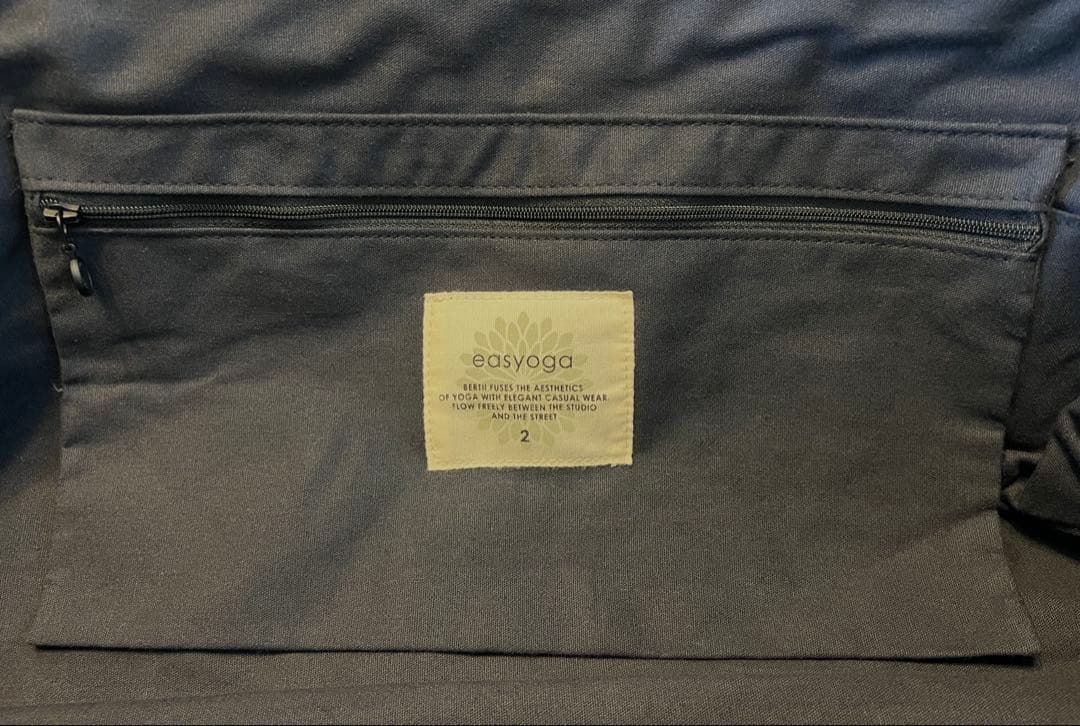 easyoga
BERTII FUSES THE AESTHETICS
OF YOGA WITH ELEGANT CASUAL WEAR.
FLOW FREELY BETWEEN THE STUDIO
AND THE STREET
2